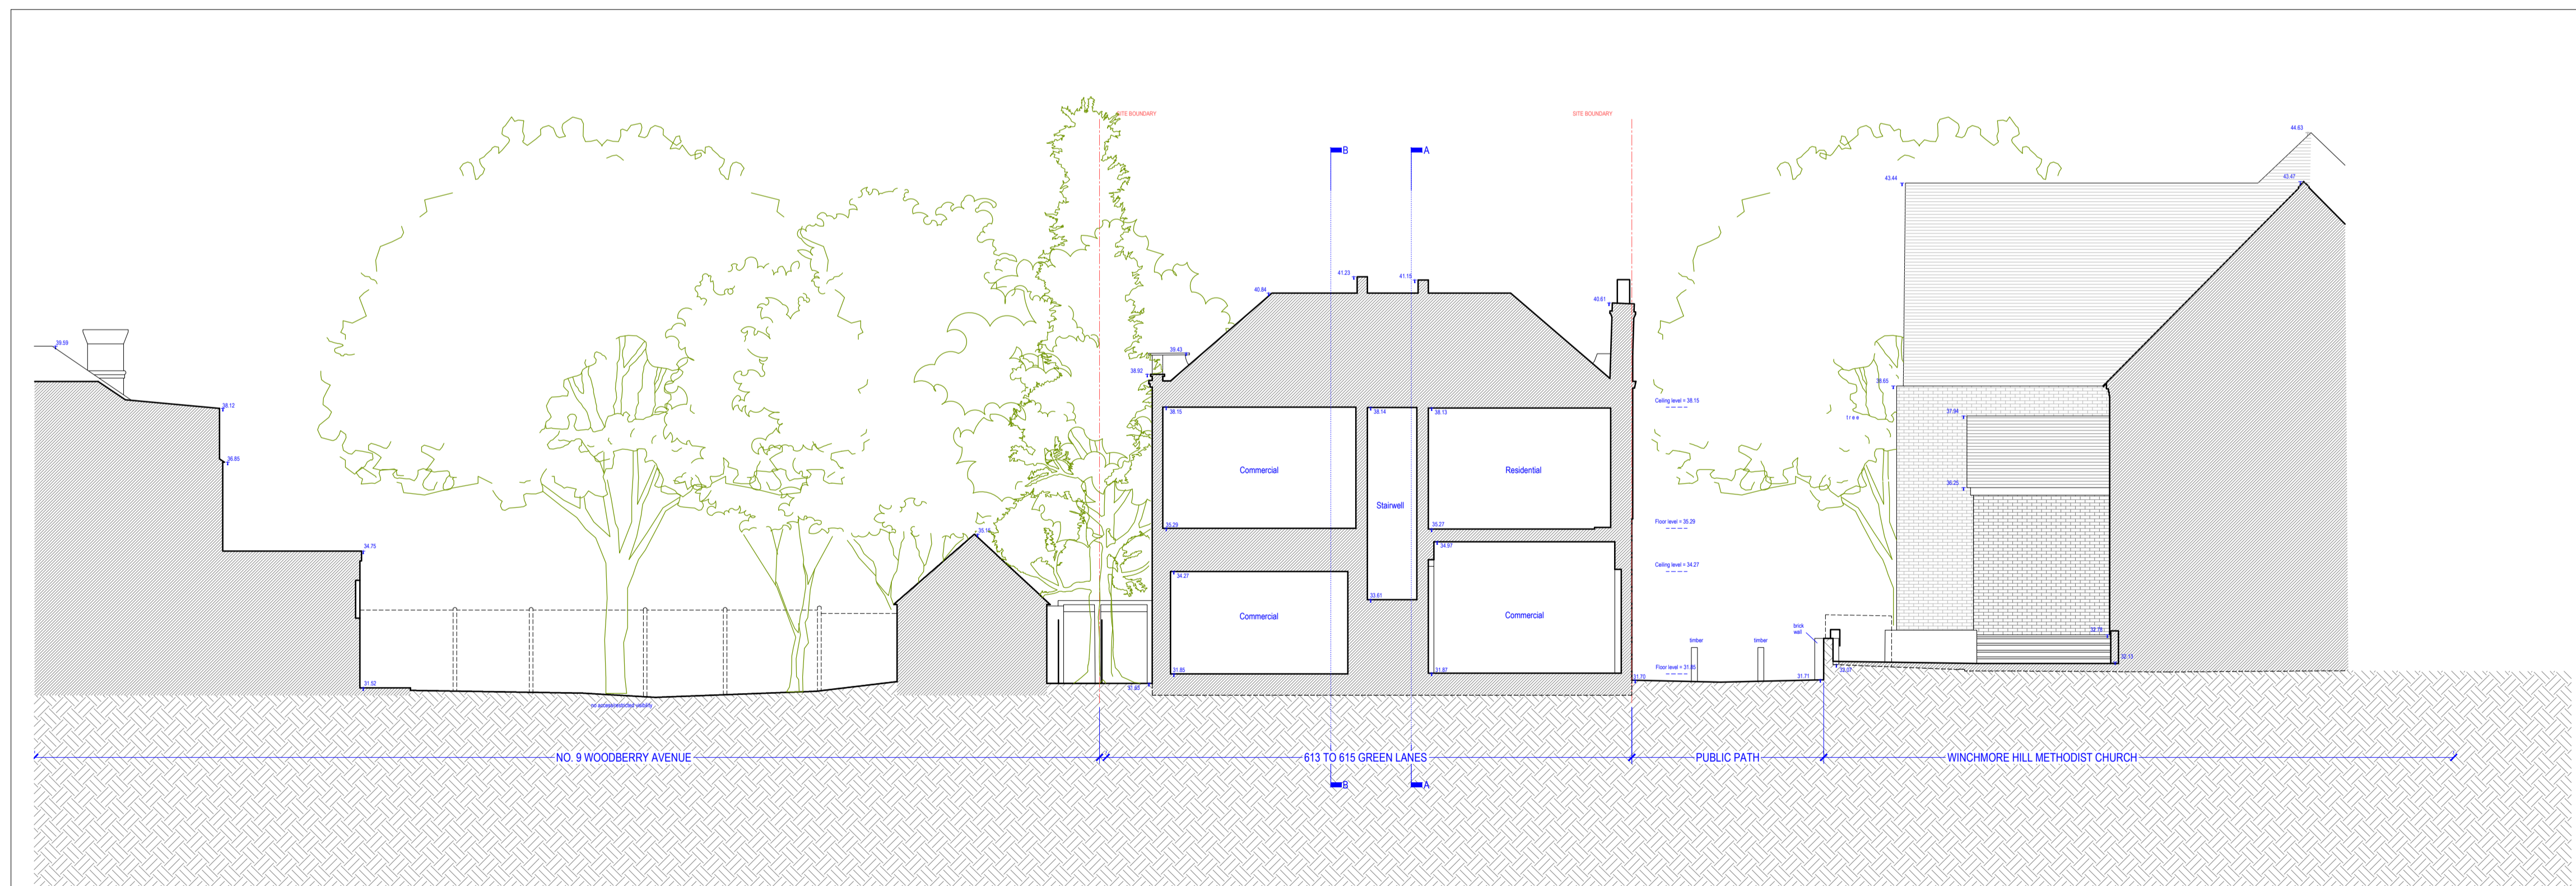 SITE BOUNDARY
SITE BOUNDARY
44.63
B
A
43.44
43.47
41.23
41.15
40.84
40.61
39.59
39.43
38.92
38.65
Ceiling level = 38.15
38.12
38.15
38.14
38.13
37.94
tree
36.85
Commercial
Residential
36.25
Stairwell
Floor level = 35.29
35.29
35.27
34.97
34.75
Ceiling level = 34.27
34.27
33.61
Commercial
Commercial
brick
wall
timber
timber
32.13
Floor level = 31.85
31.85
31.87
31.70
31.71
31.52
no access/restricted visibility
NO. 9 WOODBERRY AVENUE
613 TO 615 GREEN LANES
PUBLIC PATH
WINCHMORE HILL METHODIST CHURCH
B
A